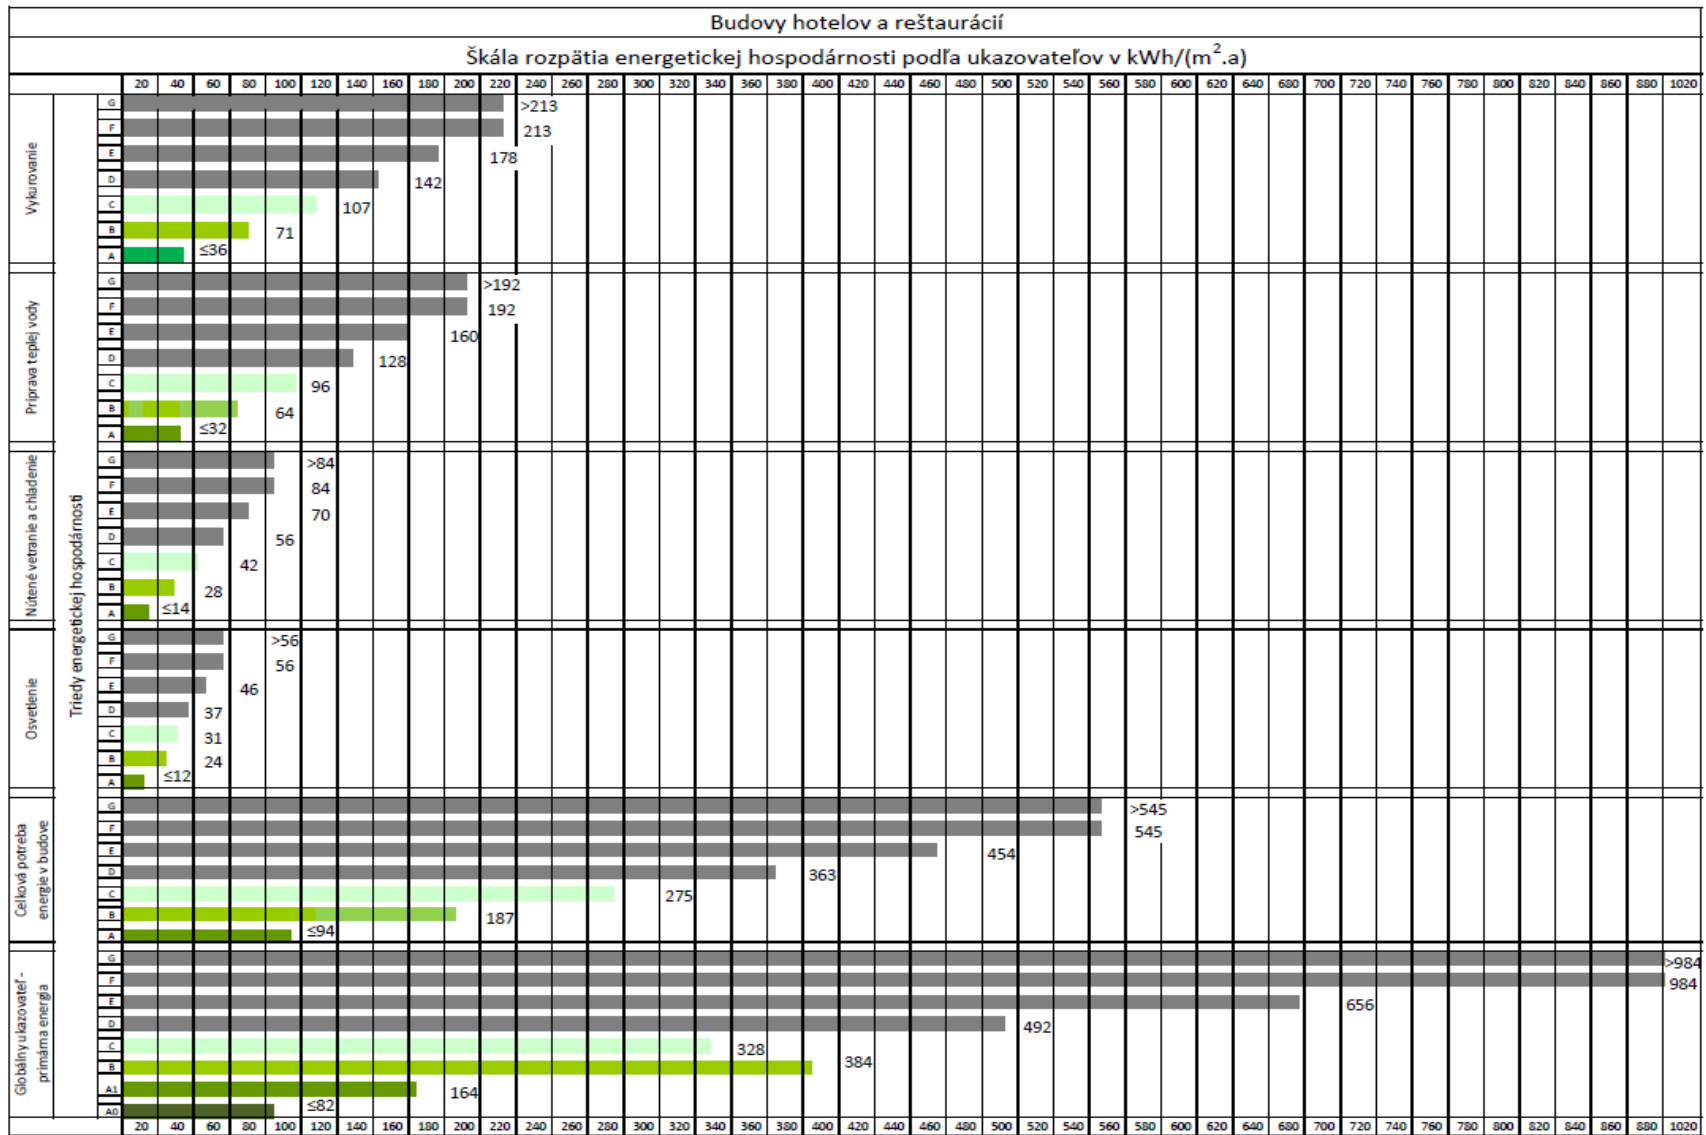 Budovy hotelov a reštaurácií
Škála rozpätia energetickej hospodárnosti podľa ukazovateľov v kWh/(m².a)
20 40 60 80 100 120 140 160 180 200 220 240 260 280 300 320 340 360 380 400 420 440 460 480 500 520 540 560 580 600 620 640 680 700 720 740 760 780 800 820 840 860 880 1020
Triedy energetickej hospodárnosti
Vykurovanie
G >213
F 213
E 178
D 142
C 107
B 71
A ≤36
Príprava teplej vody
G >192
F 192
E 160
D 128
C 96
B 64
A ≤32
Nútené vetranie a chladenie
G >84
F 84
E 70
D 56
C 42
B 28
A ≤14
Osvetlenie
G >56
F 56
E 46
D 37
C 31
B 24
A ≤12
Celková potreba
energie v budove
G >545
F 545
E 454
D 363
C 275
B 187
A ≤94
Globálny ukazovateľ -
primárna energia
G >984
F 984
E 656
D 492
C 328
B 384
A1 164
A0 ≤82
20 40 60 80 100 120 140 160 180 200 220 240 260 280 300 320 340 360 380 400 420 440 460 480 500 520 540 560 580 600 620 640 680 700 720 740 760 780 800 820 840 860 880 1020